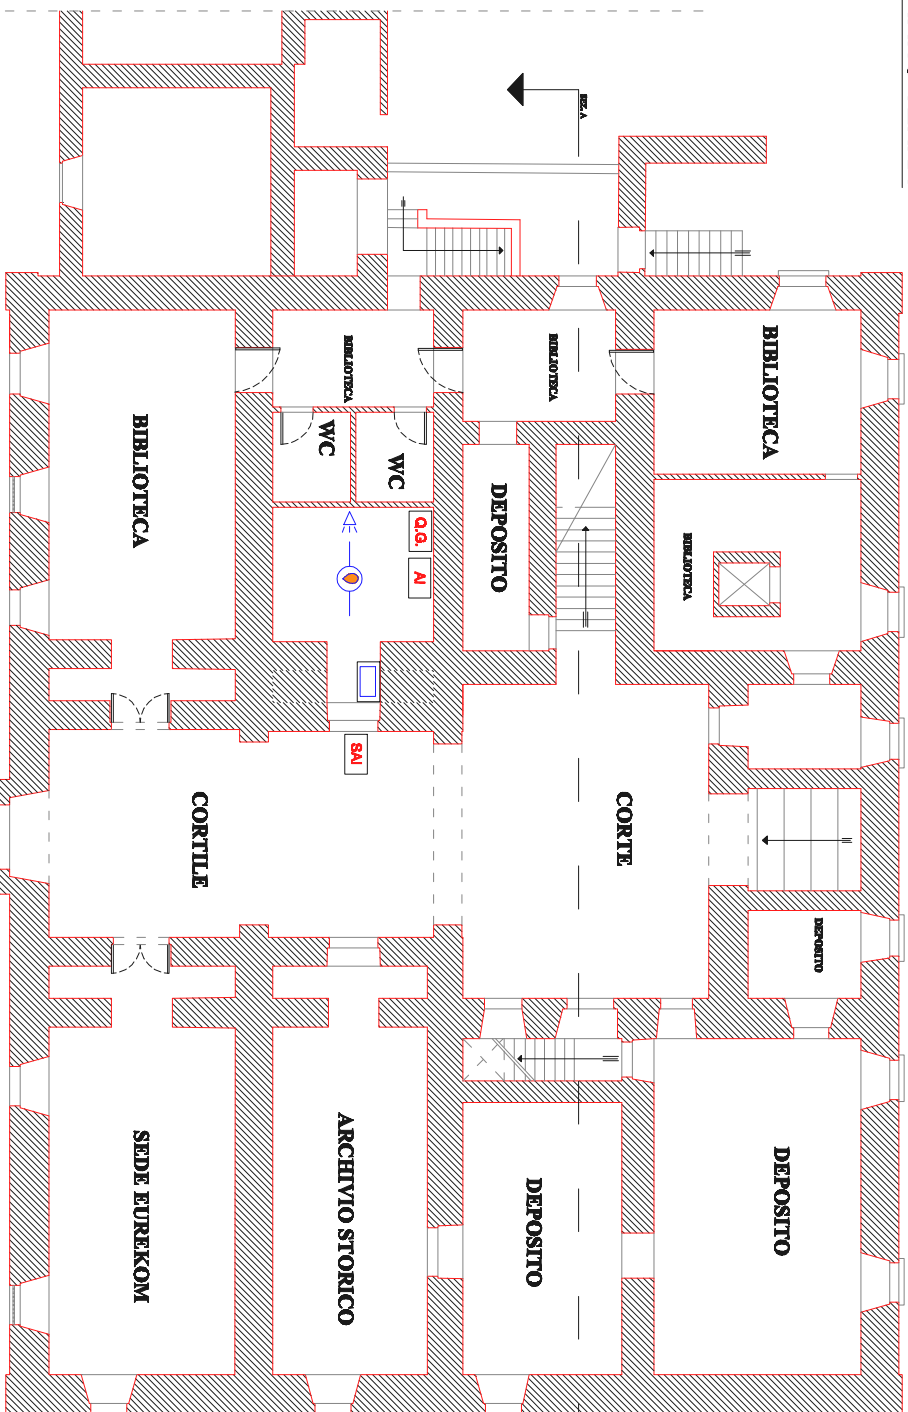 SEZ. A
BIBLIOTECA
BIBLIOTECA
BIBLIOTECA
BIBLIOTECA
WC
WC
DEPOSITO
Q.G.
AI
BIBLIOTECA
SAI
CORTILE
CORTE
DEPOSITO
SEDE EUREKOM
ARCHIVIO STORICO
DEPOSITO
DEPOSITO